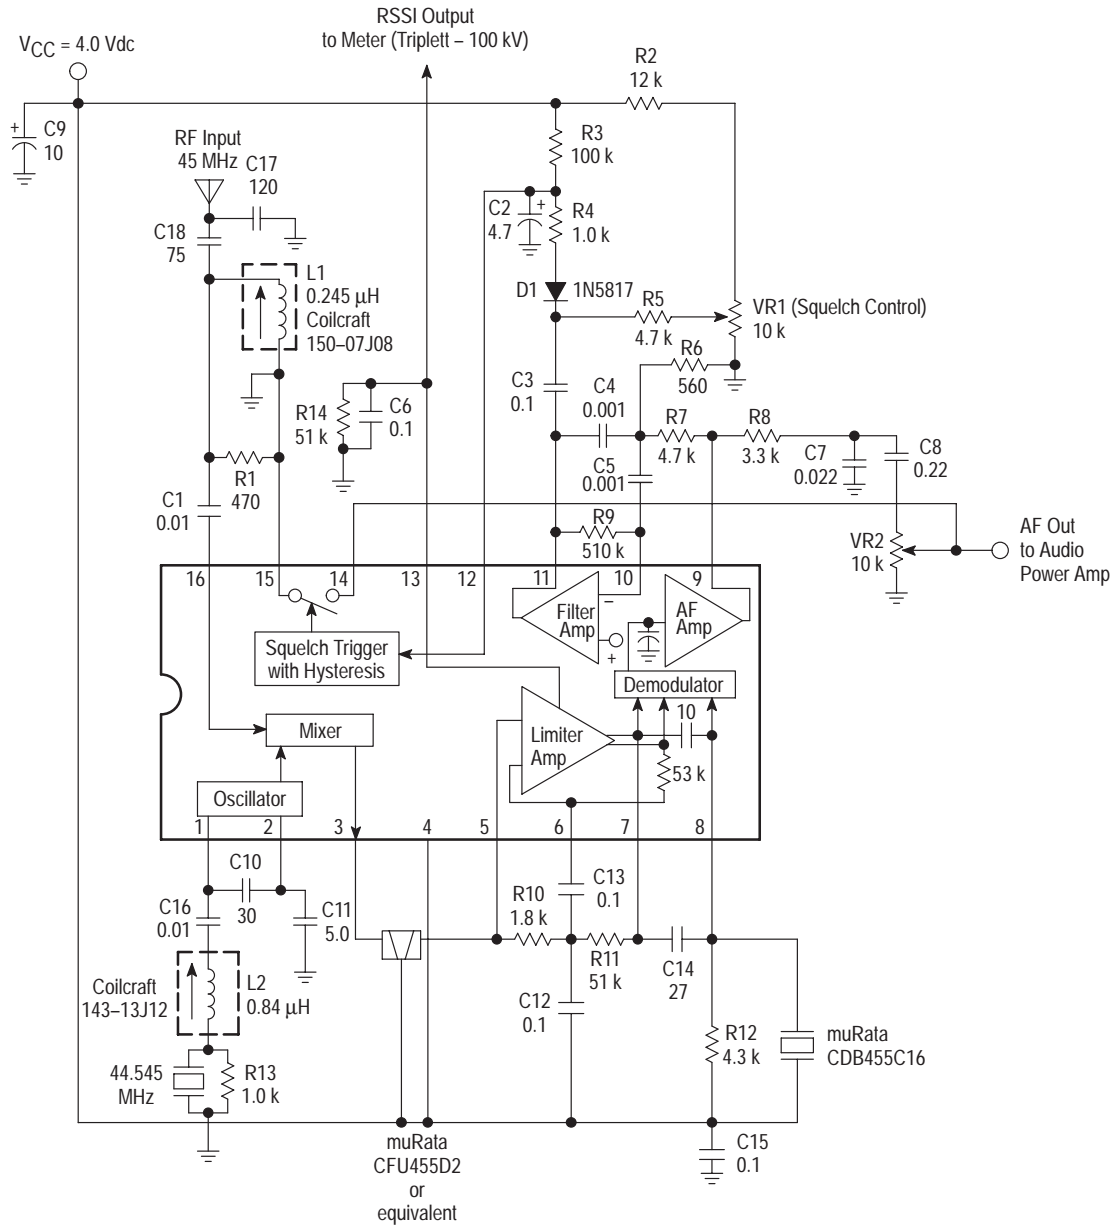 RSSI Output
to Meter (Triplett – 100 kV)
VCC = 4.0 Vdc
R2
12 k
+
C9
10
RF Input
45 MHz
C17
120
R3
100 k
C18
75
C2
4.7
+
R4
1.0 k
L1
0.245 μH
Coilcraft
150–07J08
D1
1N5817
R5
4.7 k
VR1 (Squelch Control)
10 k
R6
560
C3
0.1
C4
0.001
R14
51 k
C6
0.1
R7
4.7 k
R8
3.3 k
C7
0.022
C8
0.22
R1
470
C5
0.001
C1
0.01
R9
510 k
VR2
10 k
AF Out
to Audio
Power Amp
16
15
14
13
12
11
10
9
Filter
Amp
–
+
AF
Amp
Squelch Trigger
with Hysteresis
Demodulator
10
Mixer
Limiter
Amp
53 k
Oscillator
1
2
3
4
5
6
7
8
C10
30
C16
0.01
C11
5.0
R10
1.8 k
C13
0.1
R11
51 k
C14
27
Coilcraft
143–13J12
L2
0.84 μH
C12
0.1
R12
4.3 k
muRata
CDB455C16
44.545
MHz
R13
1.0 k
muRata
CFU455D2
or
equivalent
C15
0.1